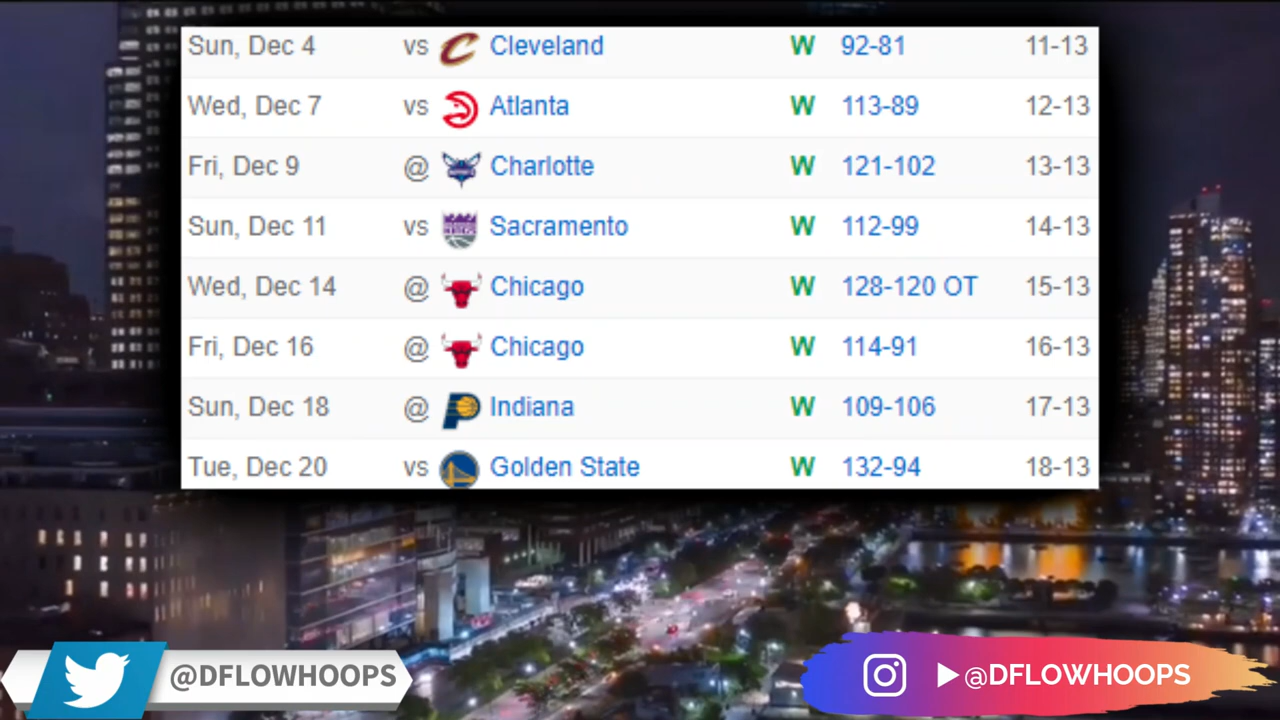 Sun, Dec 4 vs Cleveland W 92-81 11-13
Wed, Dec 7 vs Atlanta W 113-89 12-13
Fri, Dec 9 @ Charlotte W 121-102 13-13
Sun, Dec 11 vs Sacramento W 112-99 14-13
Wed, Dec 14 @ Chicago W 128-120 OT 15-13
Fri, Dec 16 @ Chicago W 114-91 16-13
Sun, Dec 18 @ Indiana W 109-106 17-13
Tue, Dec 20 vs Golden State W 132-94 18-13
@DFLOWHOOPS
@DFLOWHOOPS